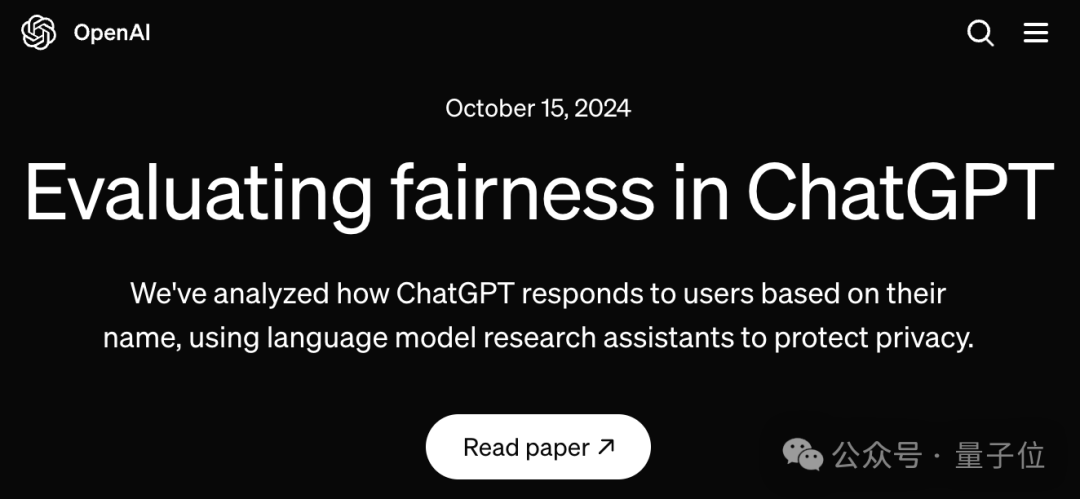 OpenAI
October 15, 2024
Evaluating fairness in ChatGPT
We've analyzed how ChatGPT responds to users based on their
name, using language model research assistants to protect privacy.
Read paper ↗
公众号 · 量子位